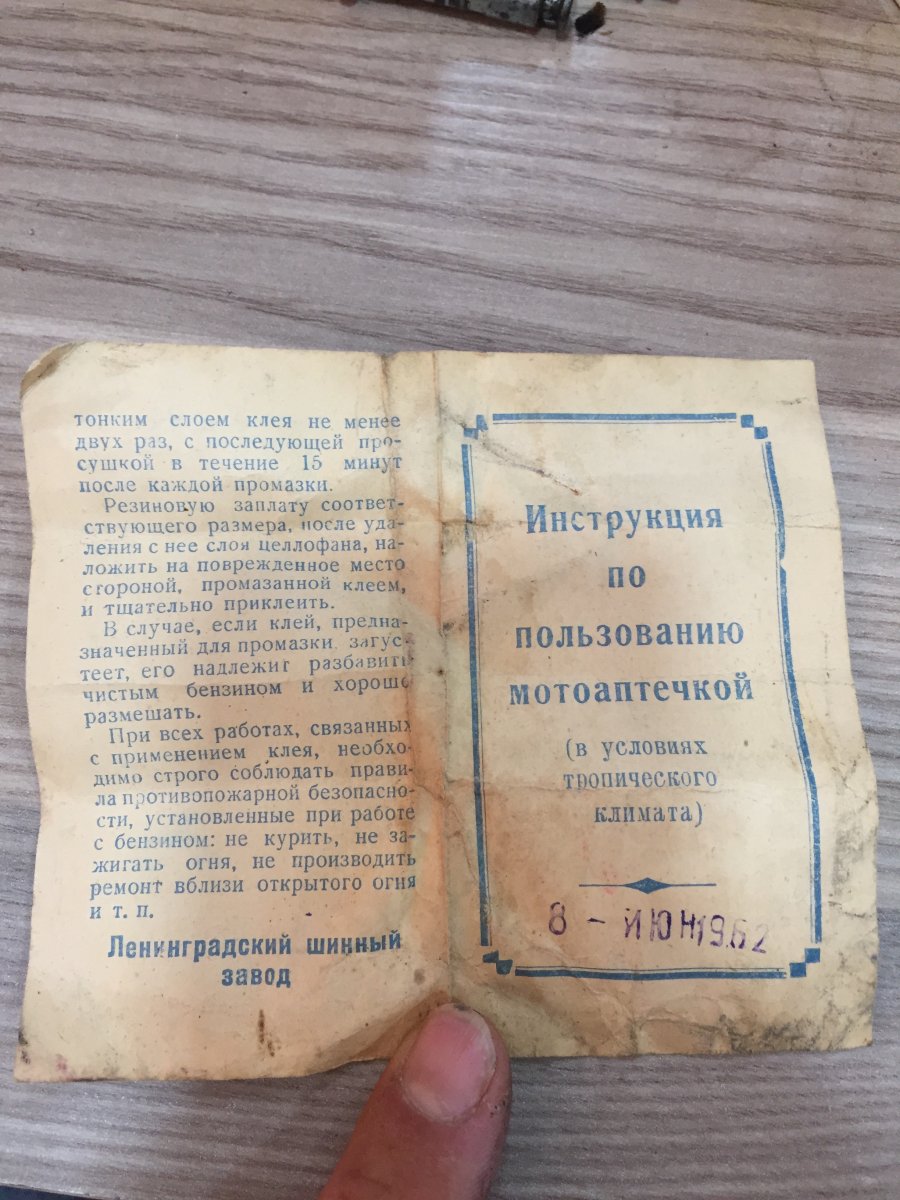 тонким слоем клея не менее
двух раз, с последующей про-
сушкой в течение 15 минут
после каждой промазки.
Резиновую заплату соответ-
ствующего размера, после уда-
ления с нее слоя целлофана, на-
ложить на поврежденное место
стороной, промазанной клеем,
и тщательно приклеить.
В случае, если клей, предна-
значенный для промазки, загус-
теет, его надлежит разбавить
чистым бензином и хорошо
размешать.
При всех работах, связанных
с применением клея, необхо-
димо строго соблюдать прави-
ла противопожарной безопасно-
сти, установленные при работе
с бензином: не курить, не за-
жигать огня, не производить
ремонт вблизи открытого огня
и т. п.
Ленинградский шинный
завод
Инструкция
по
пользованию
мотоаптечкой
(в условиях
тропического
климата)
8 - ИЮН 1962